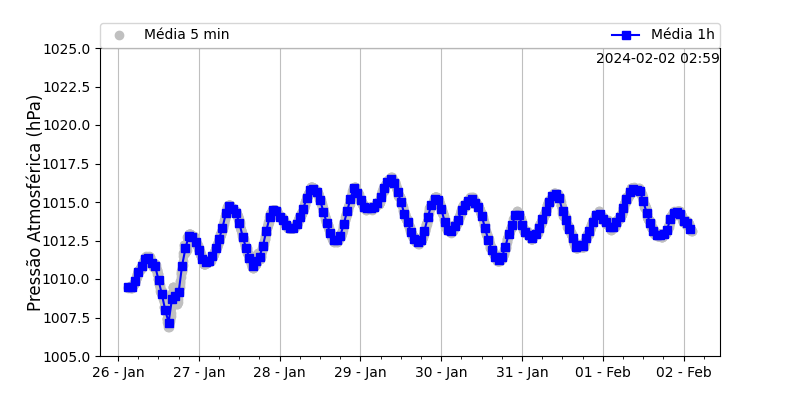 Média 5 min
Média 1h
2024-02-02 02:59
Pressão Atmosférica (hPa)
1025.0
1022.5
1020.0
1017.5
1015.0
1012.5
1010.0
1007.5
1005.0
26 - Jan
27 - Jan
28 - Jan
29 - Jan
30 - Jan
31 - Jan
01 - Feb
02 - Feb